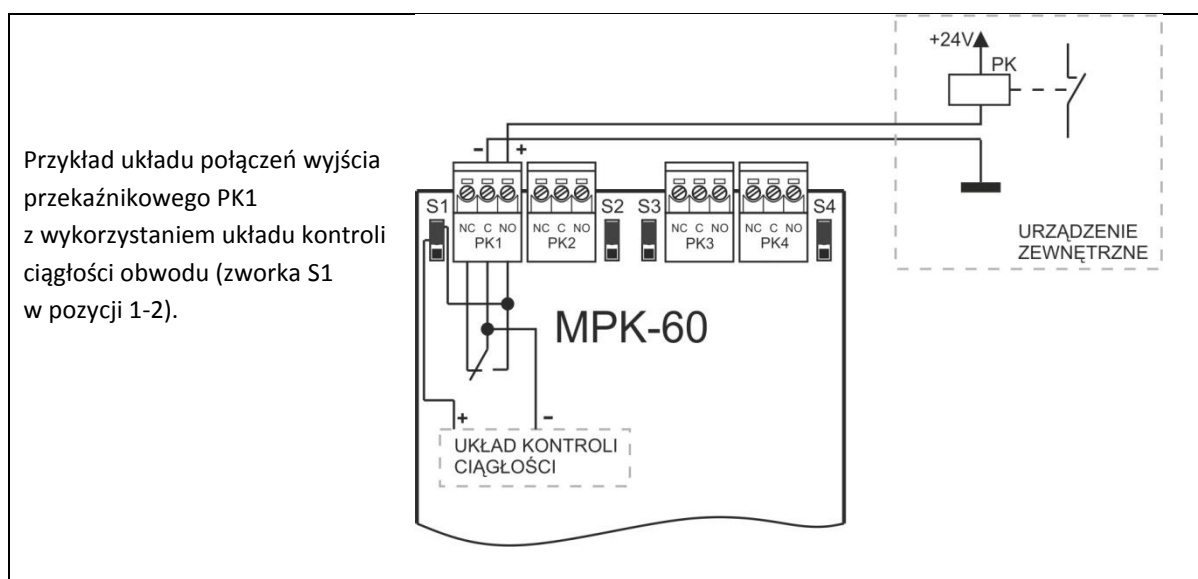 Przykład układu połączeń wyjścia
przekaźnikowego PK1
z wykorzystaniem układu kontroli
ciągłości obwodu (zworka S1
w pozycji 1-2).
+24V
PK
URZĄDZENIE
ZEWNĘTRZNE
- +
S1 S2 S3 S4
NC C NO NC C NO NC C NO NC C NO
PK1 PK2 PK3 PK4
MPK-60
+ -
UKŁAD KONTROLI
CIĄGŁOŚCI